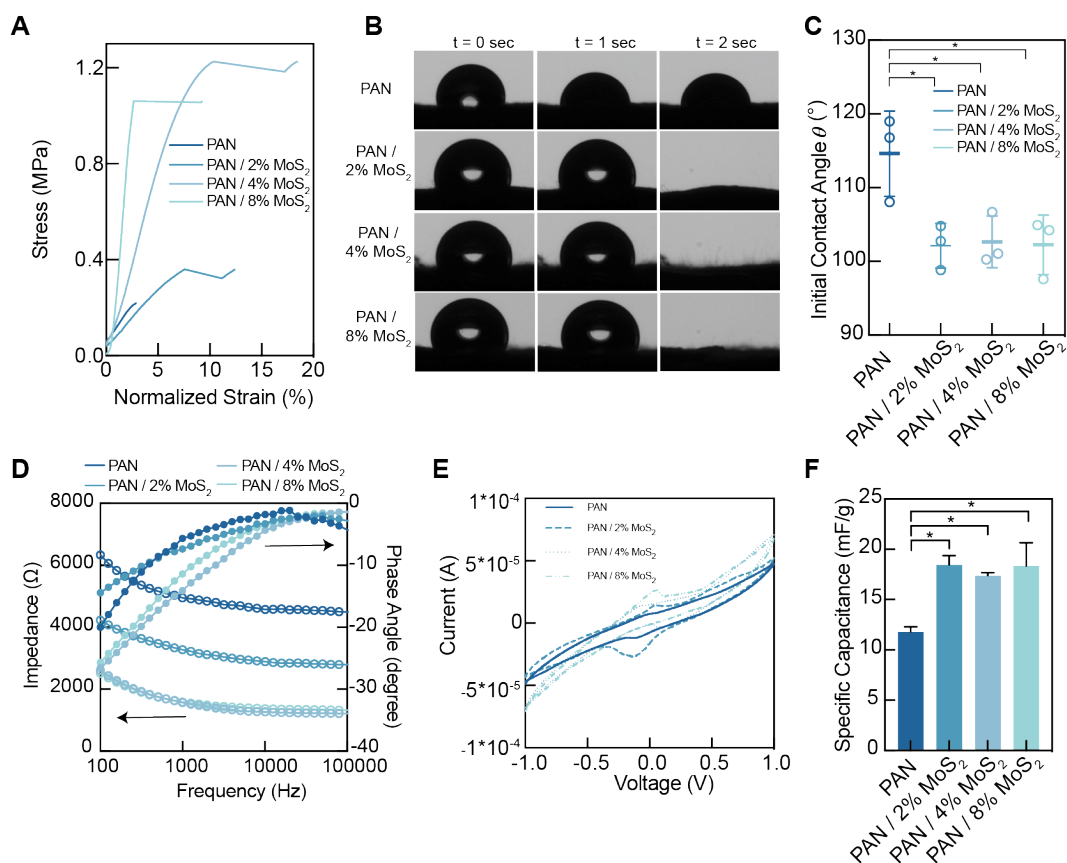 A
1.2
0.8
0.4
0.0
0
5
10
15
20
Stress (MPa)
Normalized Strain (%)
PAN
PAN / 2% MoS₂
PAN / 4% MoS₂
PAN / 8% MoS₂
B
t = 0 sec
t = 1 sec
t = 2 sec
PAN
PAN /
2% MoS₂
PAN /
4% MoS₂
PAN /
8% MoS₂
C
130
120
110
100
90
Initial Contact Angle θ (°)
*
*
*
PAN
PAN / 2% MoS₂
PAN / 4% MoS₂
PAN / 8% MoS₂
PAN
PAN / 2% MoS₂
PAN / 4% MoS₂
PAN / 8% MoS₂
D
PAN
PAN / 2% MoS₂
PAN / 4% MoS₂
PAN / 8% MoS₂
8000
6000
4000
2000
0
Impedance (Ω)
0
-10
-20
-30
-40
Phase Angle (degree)
100
1000
10000
100000
Frequency (Hz)
E
1*10⁻⁴
5*10⁻⁵
0
-5*10⁻⁵
-1*10⁻⁴
Current (A)
PAN
PAN / 2% MoS₂
PAN / 4% MoS₂
PAN / 8% MoS₂
-1.0
-0.5
0.0
0.5
1.0
Voltage (V)
F
25
20
15
10
5
0
Specific Capacitance (mF/g)
*
*
*
PAN
PAN / 2% MoS₂
PAN / 4% MoS₂
PAN / 8% MoS₂